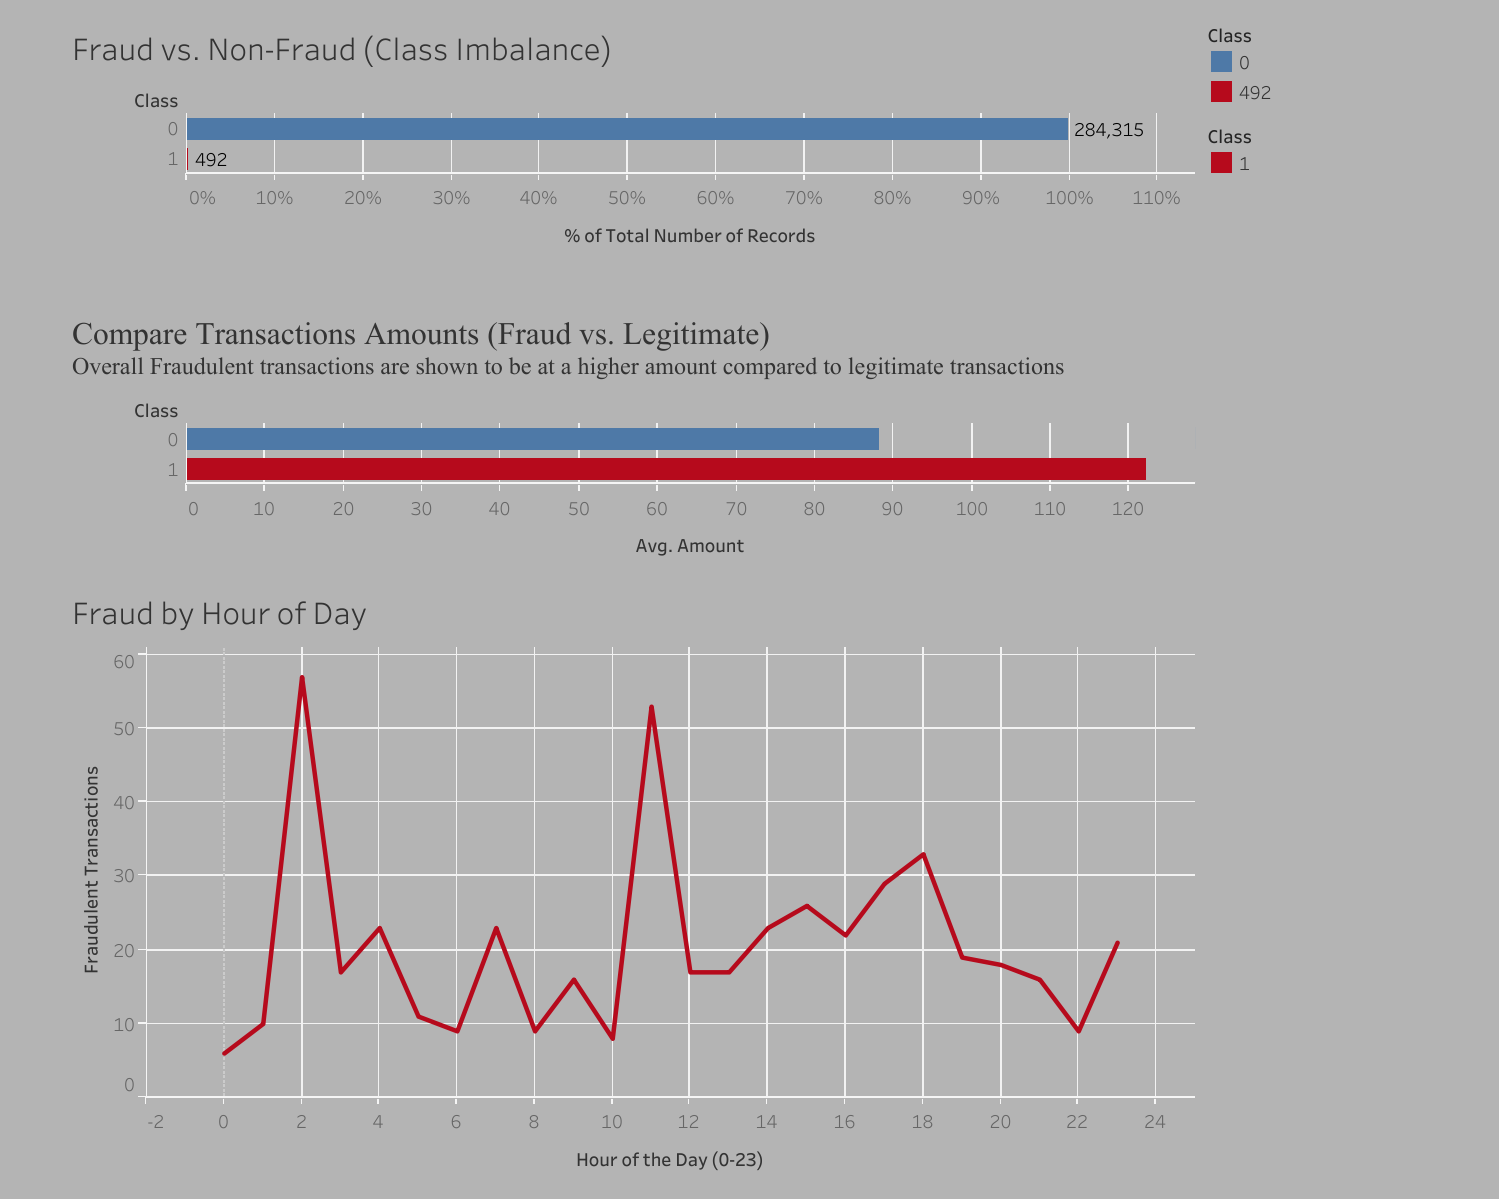 Fraud vs. Non-Fraud (Class Imbalance)
Class
0
492
Class
1
Class
0
284,315
1
492
0% 10% 20% 30% 40% 50% 60% 70% 80% 90% 100% 110%
% of Total Number of Records
Compare Transactions Amounts (Fraud vs. Legitimate)
Overall Fraudulent transactions are shown to be at a higher amount compared to legitimate transactions
Class
0
1
0 10 20 30 40 50 60 70 80 90 100 110 120
Avg. Amount
Fraud by Hour of Day
60
50
40
30
20
10
0
Fraudulent Transactions
-2 0 2 4 6 8 10 12 14 16 18 20 22 24
Hour of the Day (0-23)